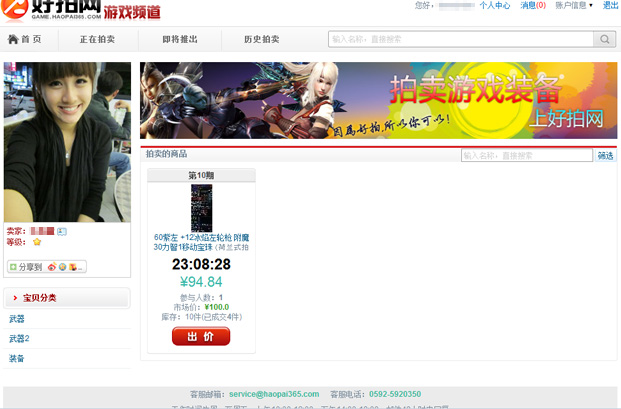 好拍网 游戏频道
GAME.HAOPAI365.COM
您好， 个人中心 消息(0) 账户信息 退出
首 页 正在拍卖 即将拍卖 历史拍卖 输入名称，直接搜索
拍卖游戏装备
上好拍网
因为好拍,所以你可以!
拍卖的商品 输入名称，直接搜索 筛选
第10期
60紫左 +12冰焰左轮枪 附魔
30力智1移动宝珠 (荷兰式拍
23:08:28
¥94.84
参与人数：1
市场价：¥100.0
库存：10件(已成交4件)
出 价
卖家：
等级：
分享到
宝贝分类
武器
武器2
装备
客服邮箱：service@haopai365.com 客服电话：0592-5920350